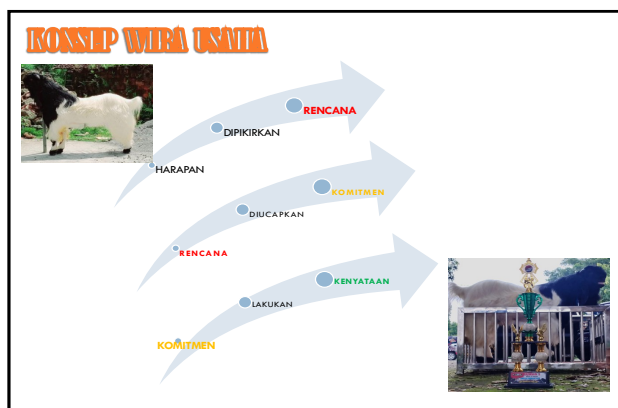 KONSEP WIRA USAHA
RENCANA
DIPIKIRKAN
HARAPAN
KOMITMEN
DIUCAPKAN
RENCANA
KENYATAAN
LAKUKAN
KOMITMEN